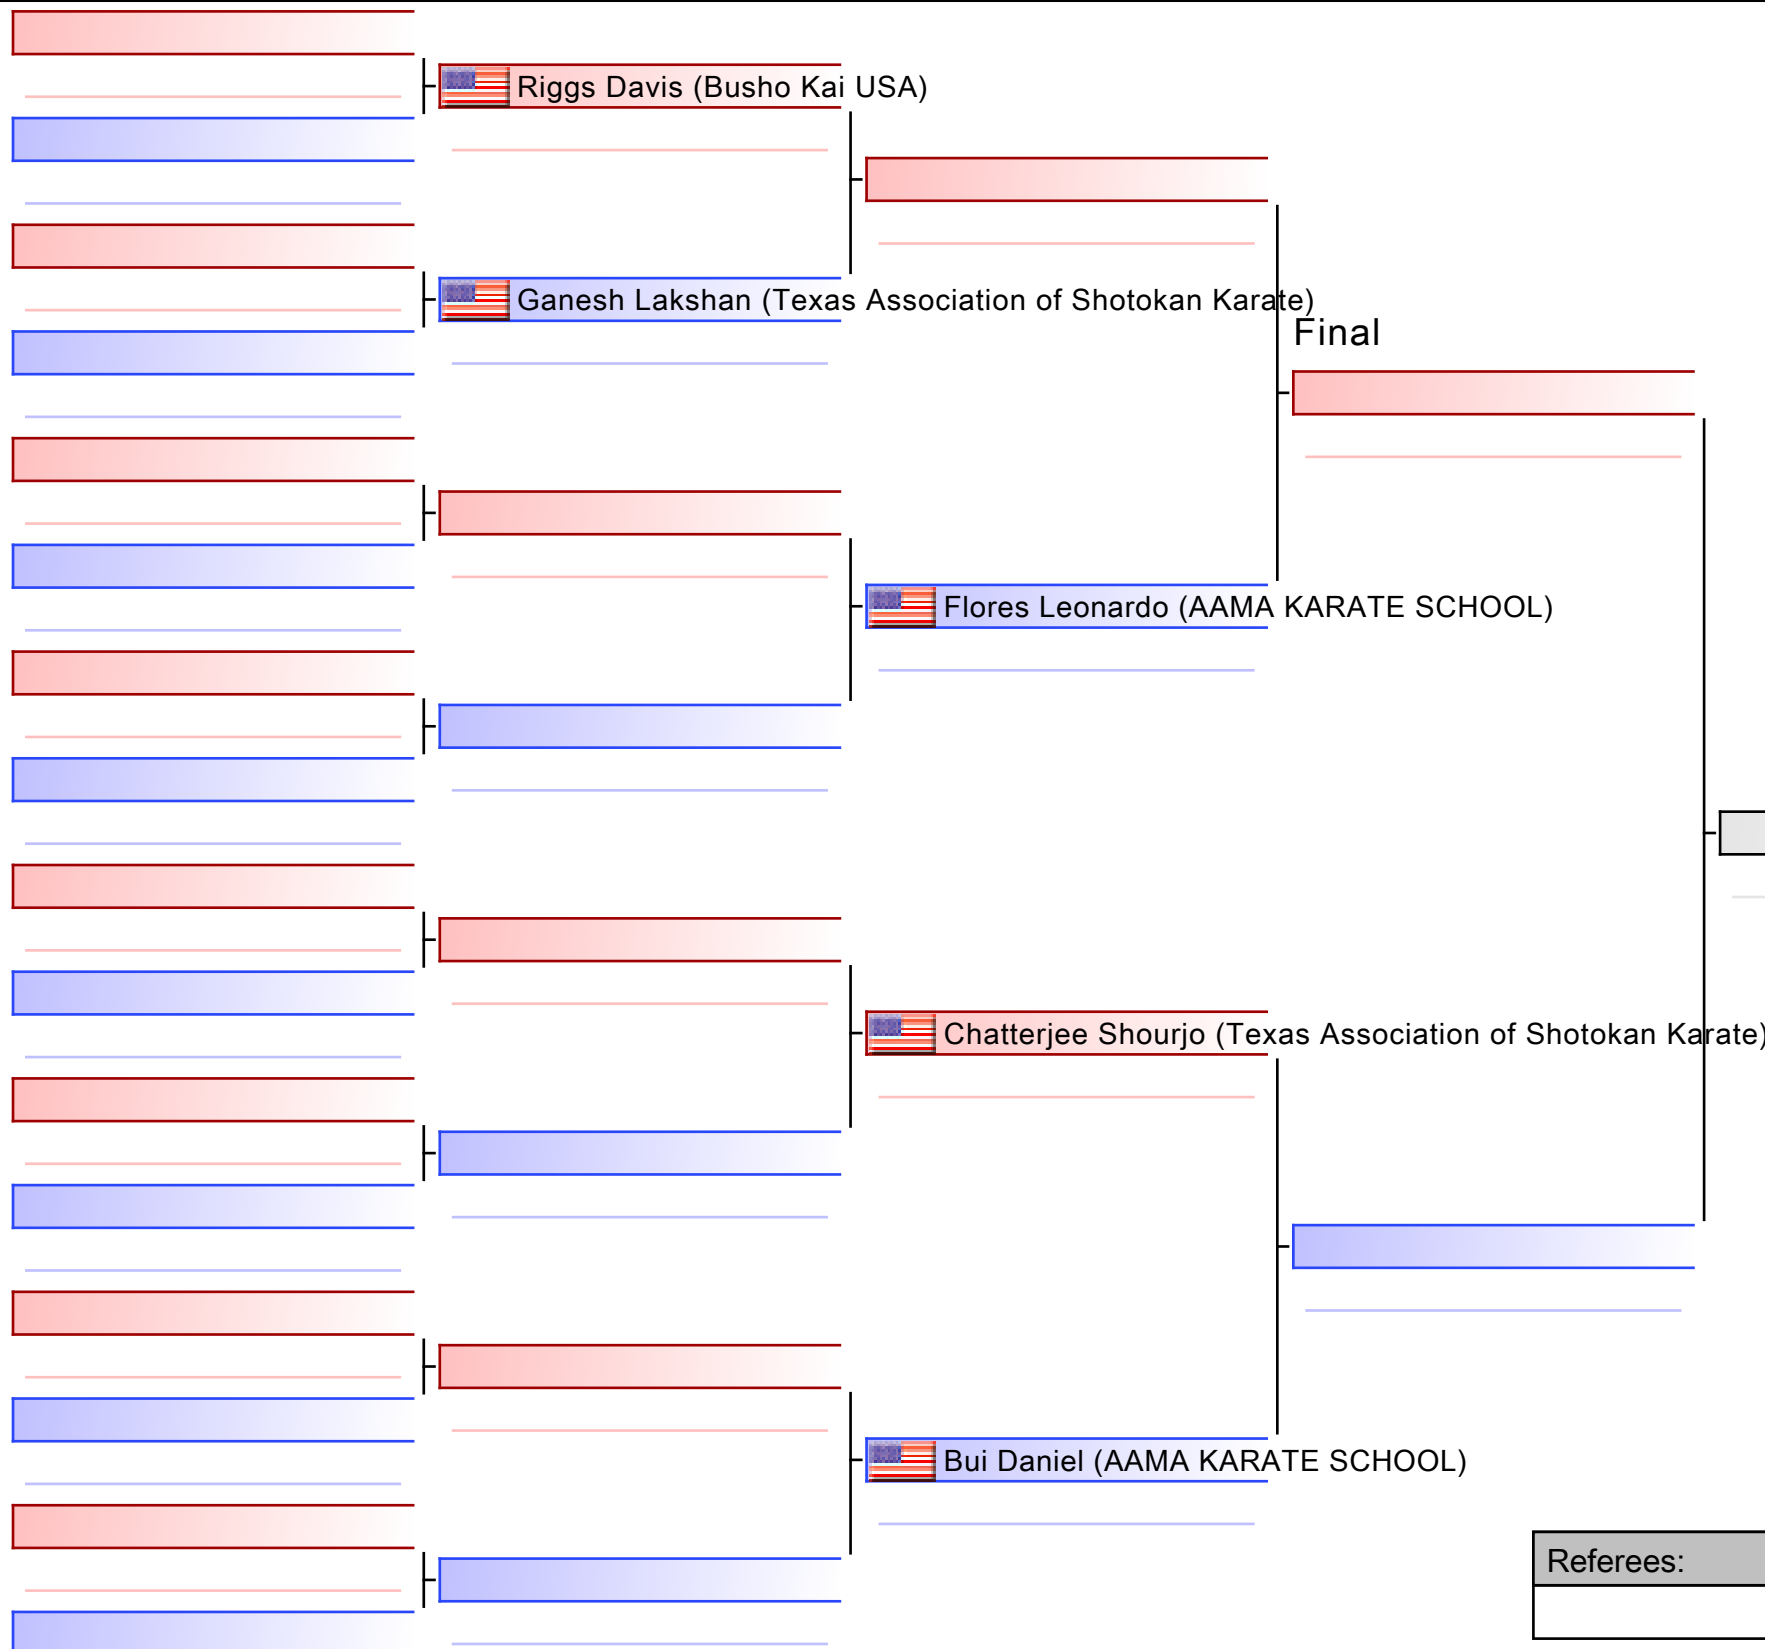 Riggs Davis (Busho Kai USA)
Ganesh Lakshan (Texas Association of Shotokan Karate)
Final
Flores Leonardo (AAMA KARATE SCHOOL)
Chatterjee Shourjo (Texas Association of Shotokan Karate)
Bui Daniel (AAMA KARATE SCHOOL)
Referees: